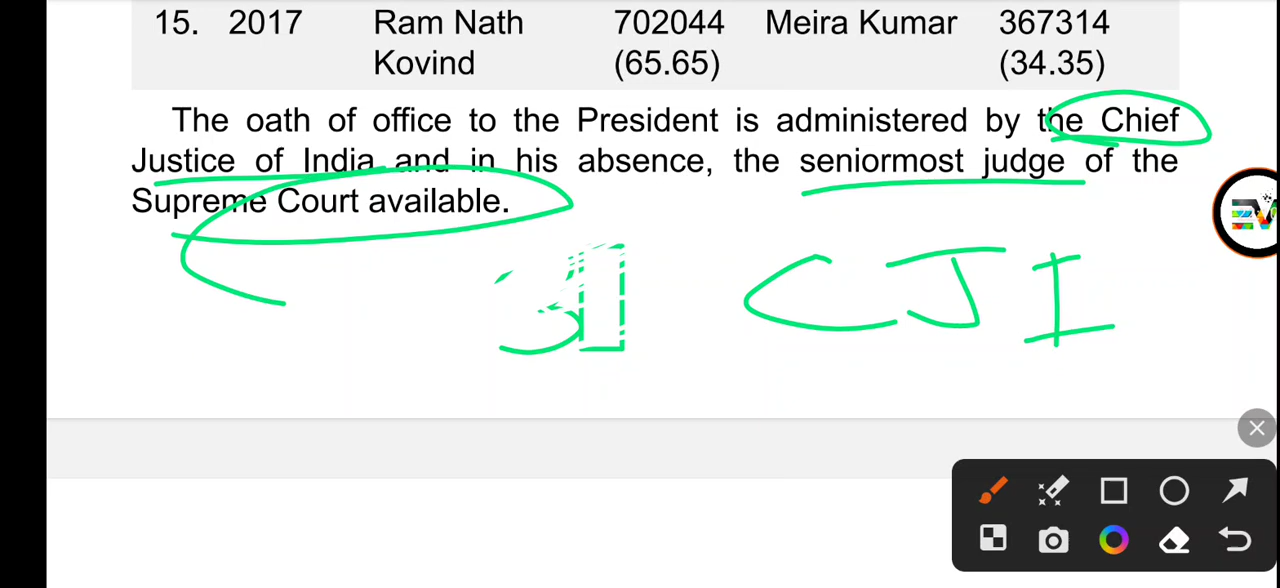 15. 2017 Ram Nath 702044 Meira Kumar 367314
Kovind (65.65) (34.35)
The oath of office to the President is administered by the Chief
Justice of India and in his absence, the seniormost judge of the
Supreme Court available.
CJI
EV